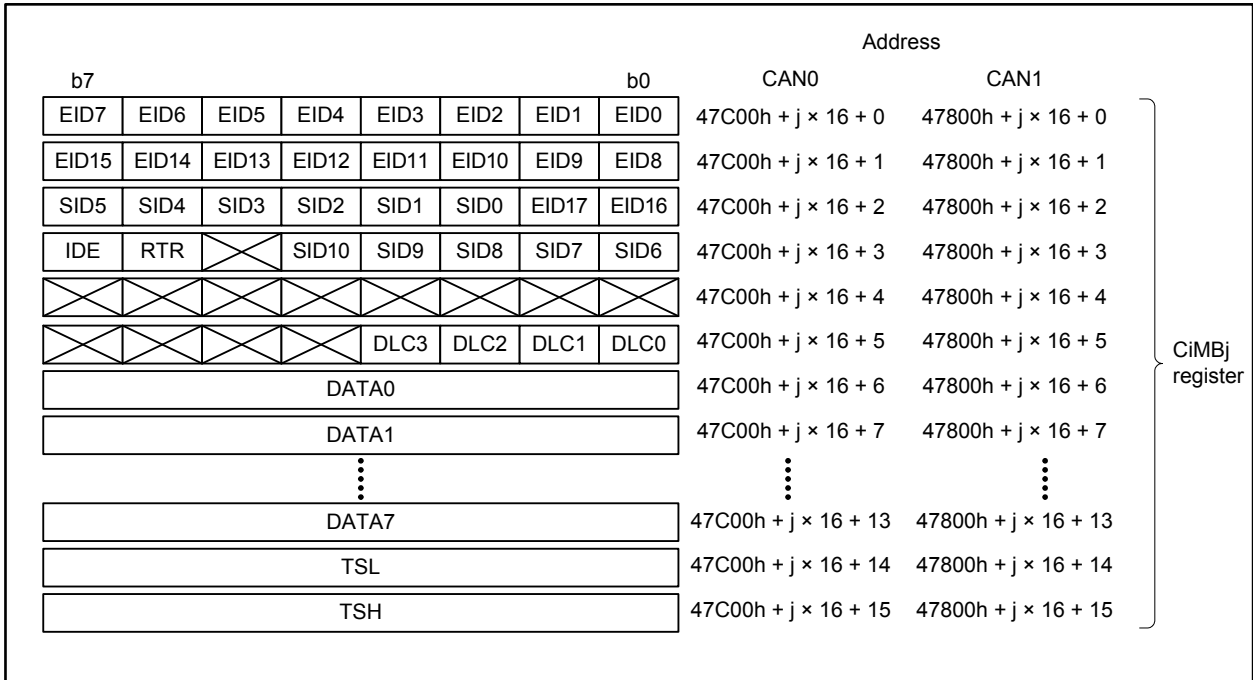 Address
b7 b0 CAN0 CAN1
EID7 EID6 EID5 EID4 EID3 EID2 EID1 EID0 47C00h + j × 16 + 0 47800h + j × 16 + 0
EID15 EID14 EID13 EID12 EID11 EID10 EID9 EID8 47C00h + j × 16 + 1 47800h + j × 16 + 1
SID5 SID4 SID3 SID2 SID1 SID0 EID17 EID16 47C00h + j × 16 + 2 47800h + j × 16 + 2
IDE RTR SID10 SID9 SID8 SID7 SID6 47C00h + j × 16 + 3 47800h + j × 16 + 3
47C00h + j × 16 + 4 47800h + j × 16 + 4
DLC3 DLC2 DLC1 DLC0 47C00h + j × 16 + 5 47800h + j × 16 + 5
DATA0 47C00h + j × 16 + 6 47800h + j × 16 + 6
DATA1 47C00h + j × 16 + 7 47800h + j × 16 + 7
DATA7 47C00h + j × 16 + 13 47800h + j × 16 + 13
TSL 47C00h + j × 16 + 14 47800h + j × 16 + 14
TSH 47C00h + j × 16 + 15 47800h + j × 16 + 15
CiMBj
register